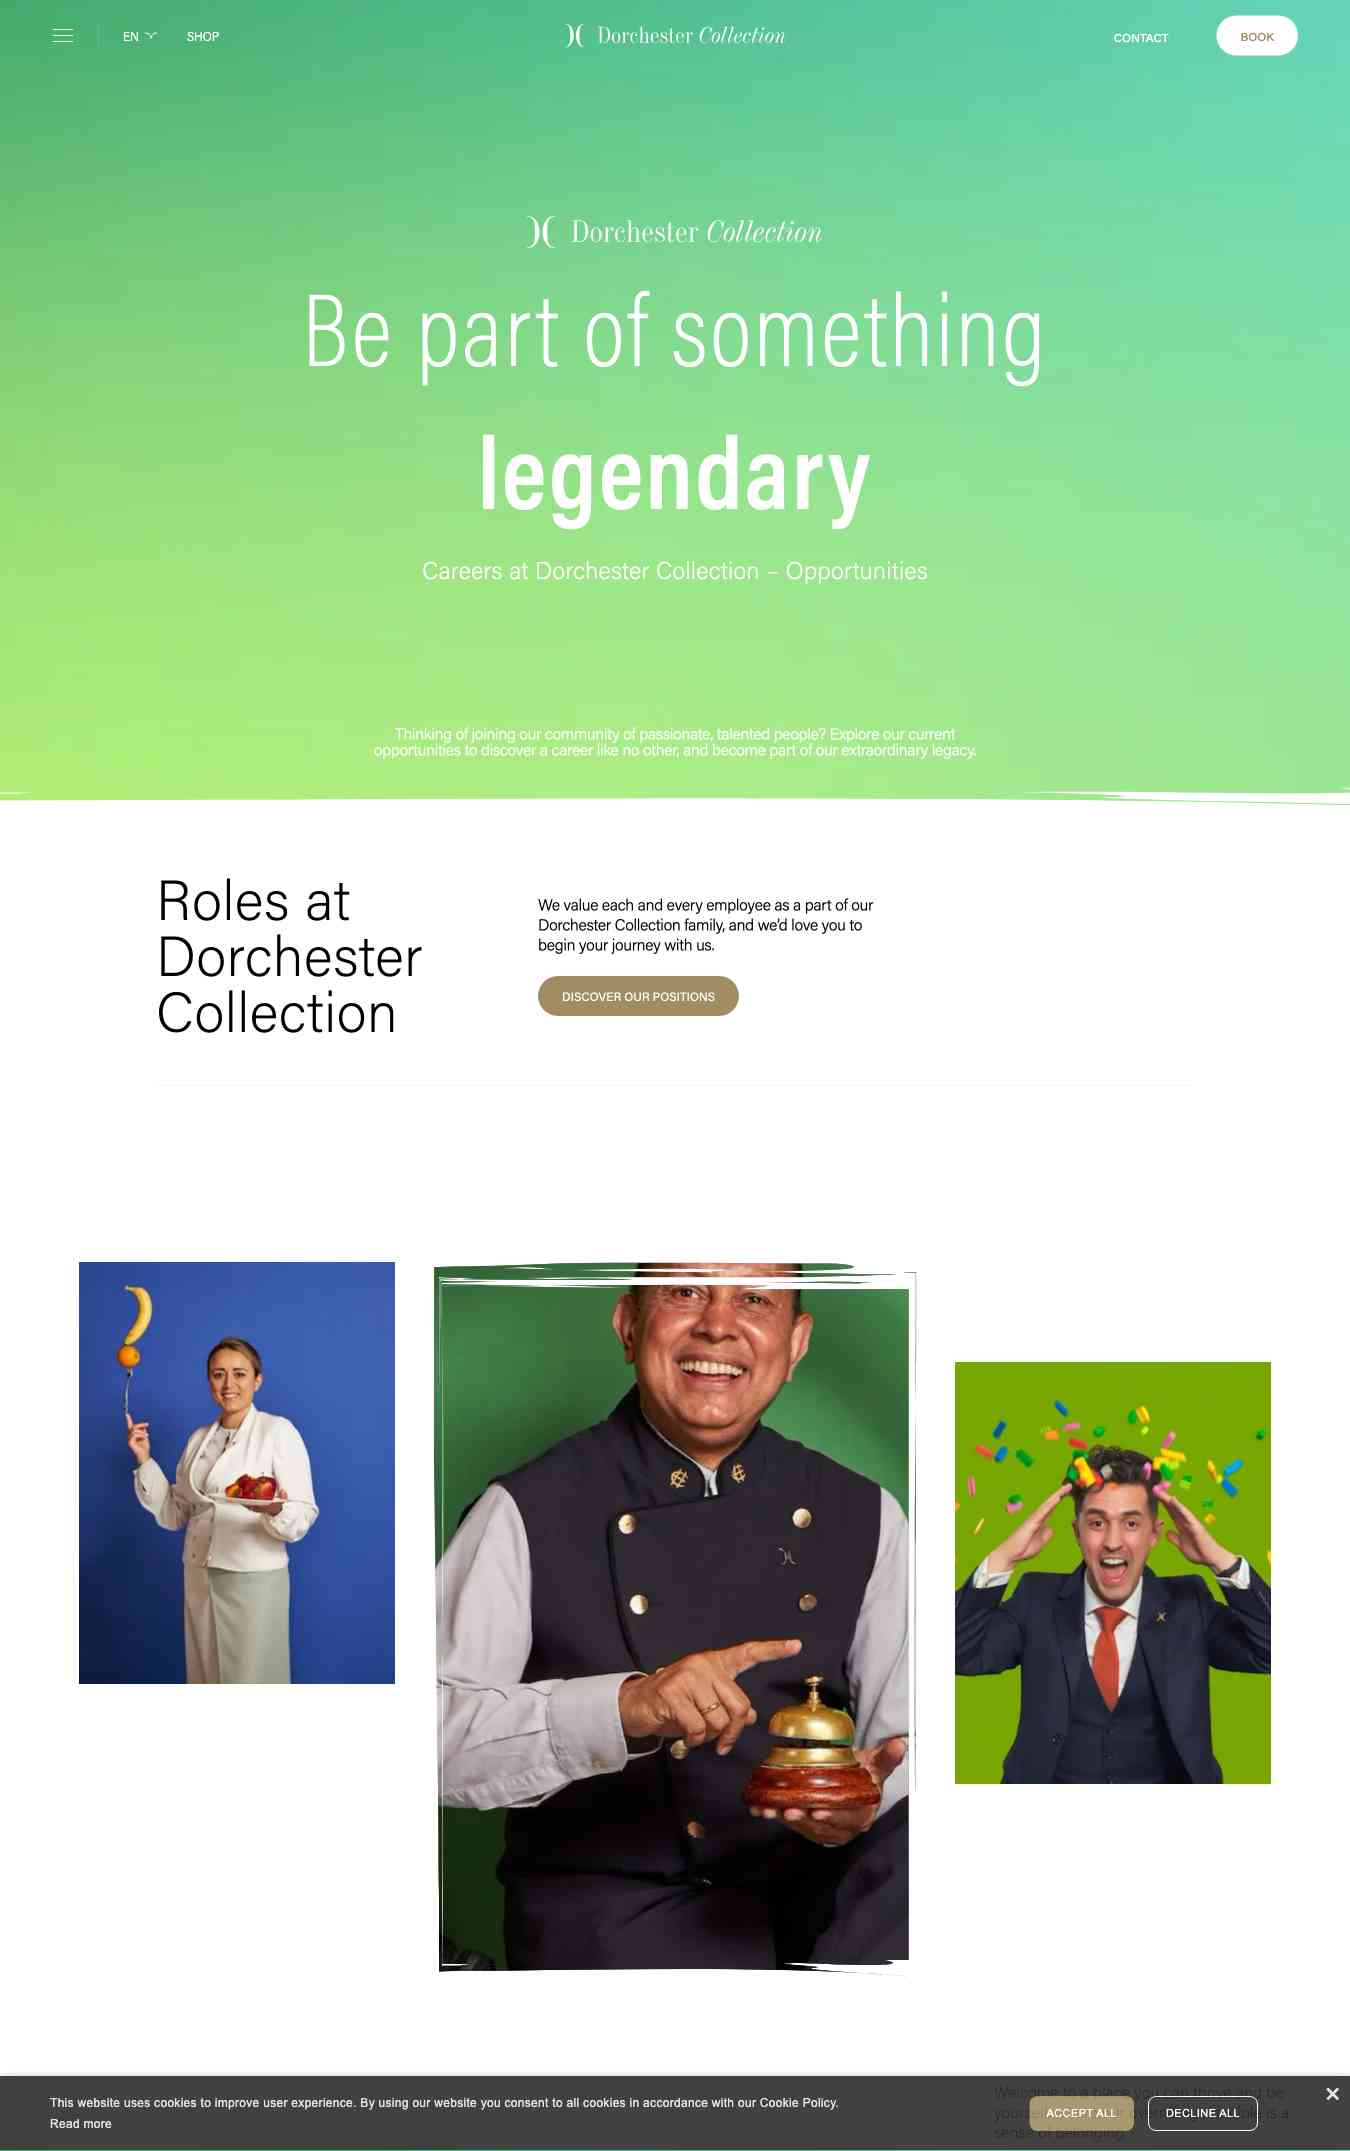 EN
SHOP
Dorchester Collection
CONTACT
BOOK
Dorchester Collection
Be part of something
legendary
Careers at Dorchester Collection – Opportunities
Thinking of joining our community of passionate, talented people? Explore our current
opportunities to discover a career like no other, and become part of our extraordinary legacy.
Roles at
Dorchester
Collection
We value each and every employee as a part of our
Dorchester Collection family, and we'd love you to
begin your journey with us.
DISCOVER OUR POSITIONS
This website uses cookies to improve user experience. By using our website you consent to all cookies in accordance with our Cookie Policy.
Read more
ACCEPT ALL
DECLINE ALL
Welcome to a place you can thrive and be
is a
sense of belonging